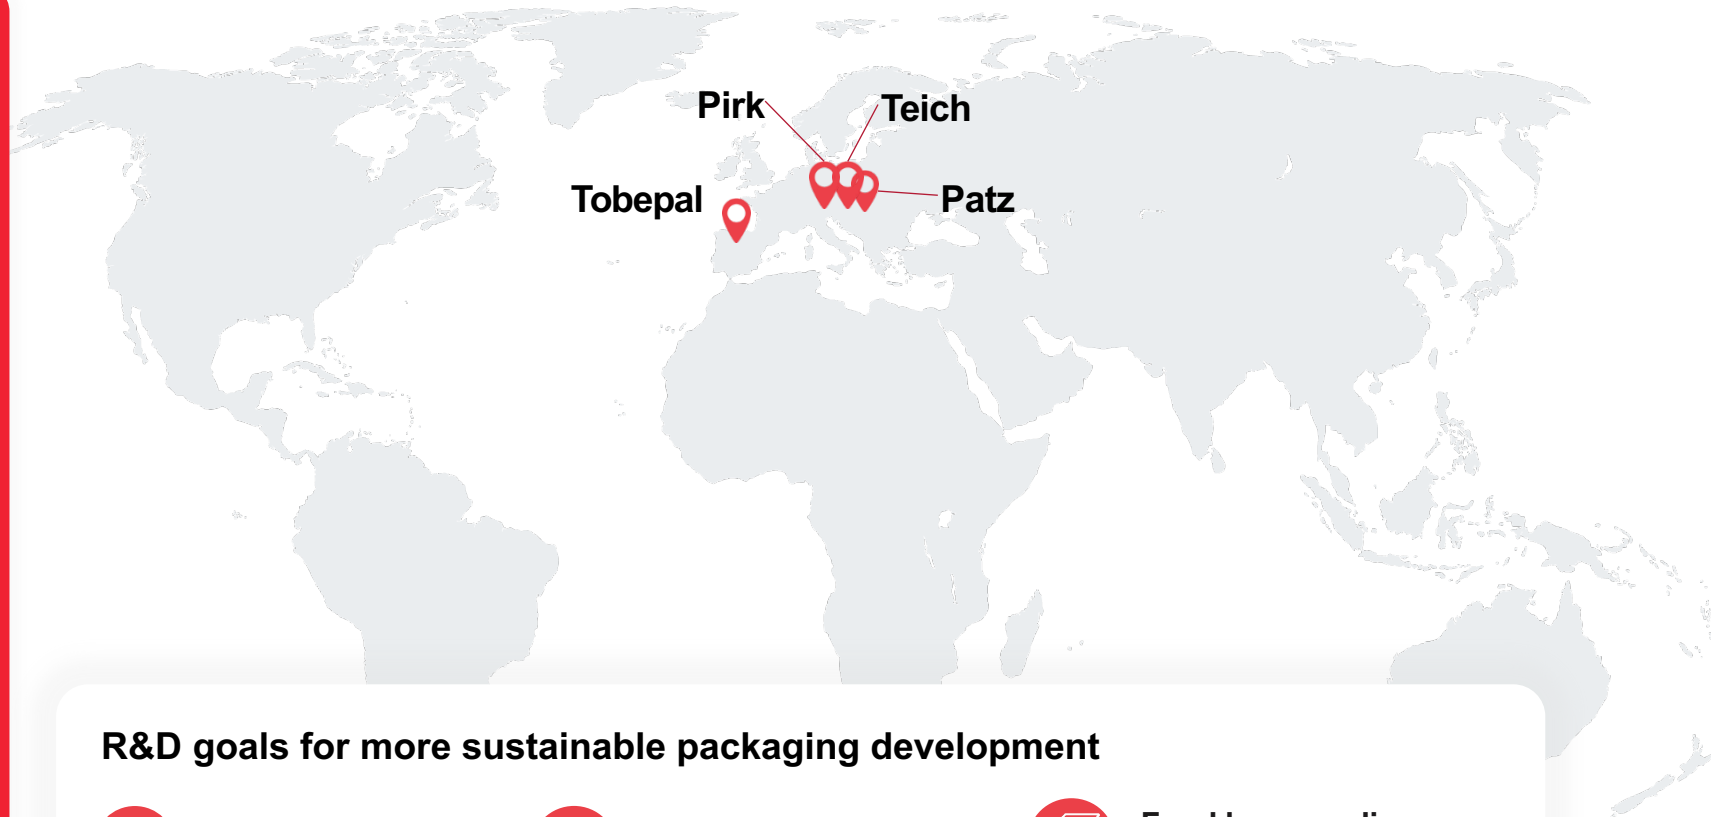 Pirk
Teich
Tobepal
Patz
R&D goals for more sustainable packaging development